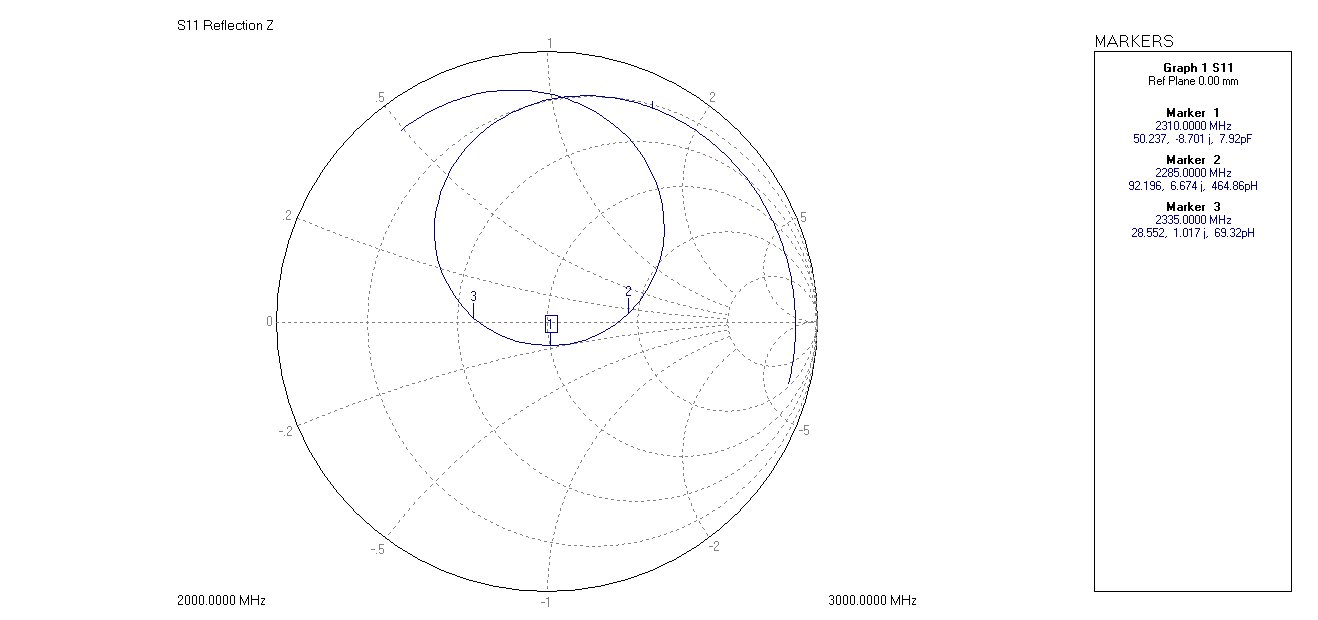 S11 Reflection Z
1
.5
2
.2
5
0
3
2
1
-.2
-5
-.5
-2
-1
2000.0000 MHz
3000.0000 MHz
MARKERS
Graph 1 S11
Ref Plane 0.00 mm
Marker 1
2310.0000 MHz
50.237, -8.701 j, 7.92pF
Marker 2
2285.0000 MHz
92.196, 6.674 j, 464.86pH
Marker 3
2335.0000 MHz
28.552, 1.017 j, 69.32pH